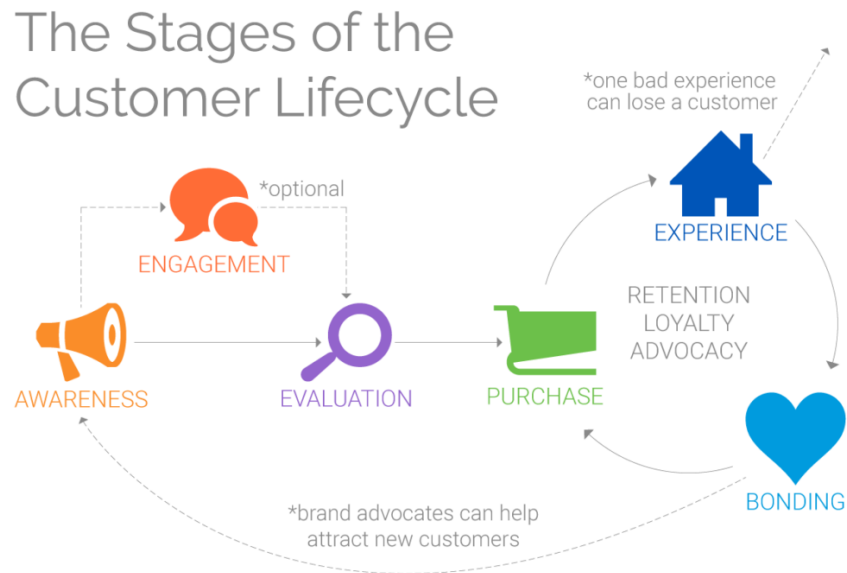 The Stages of the
Customer Lifecycle
*one bad experience
can lose a customer
*optional
ENGAGEMENT
EXPERIENCE
RETENTION
LOYALTY
ADVOCACY
AWARENESS
EVALUATION
PURCHASE
BONDING
*brand advocates can help
attract new customers